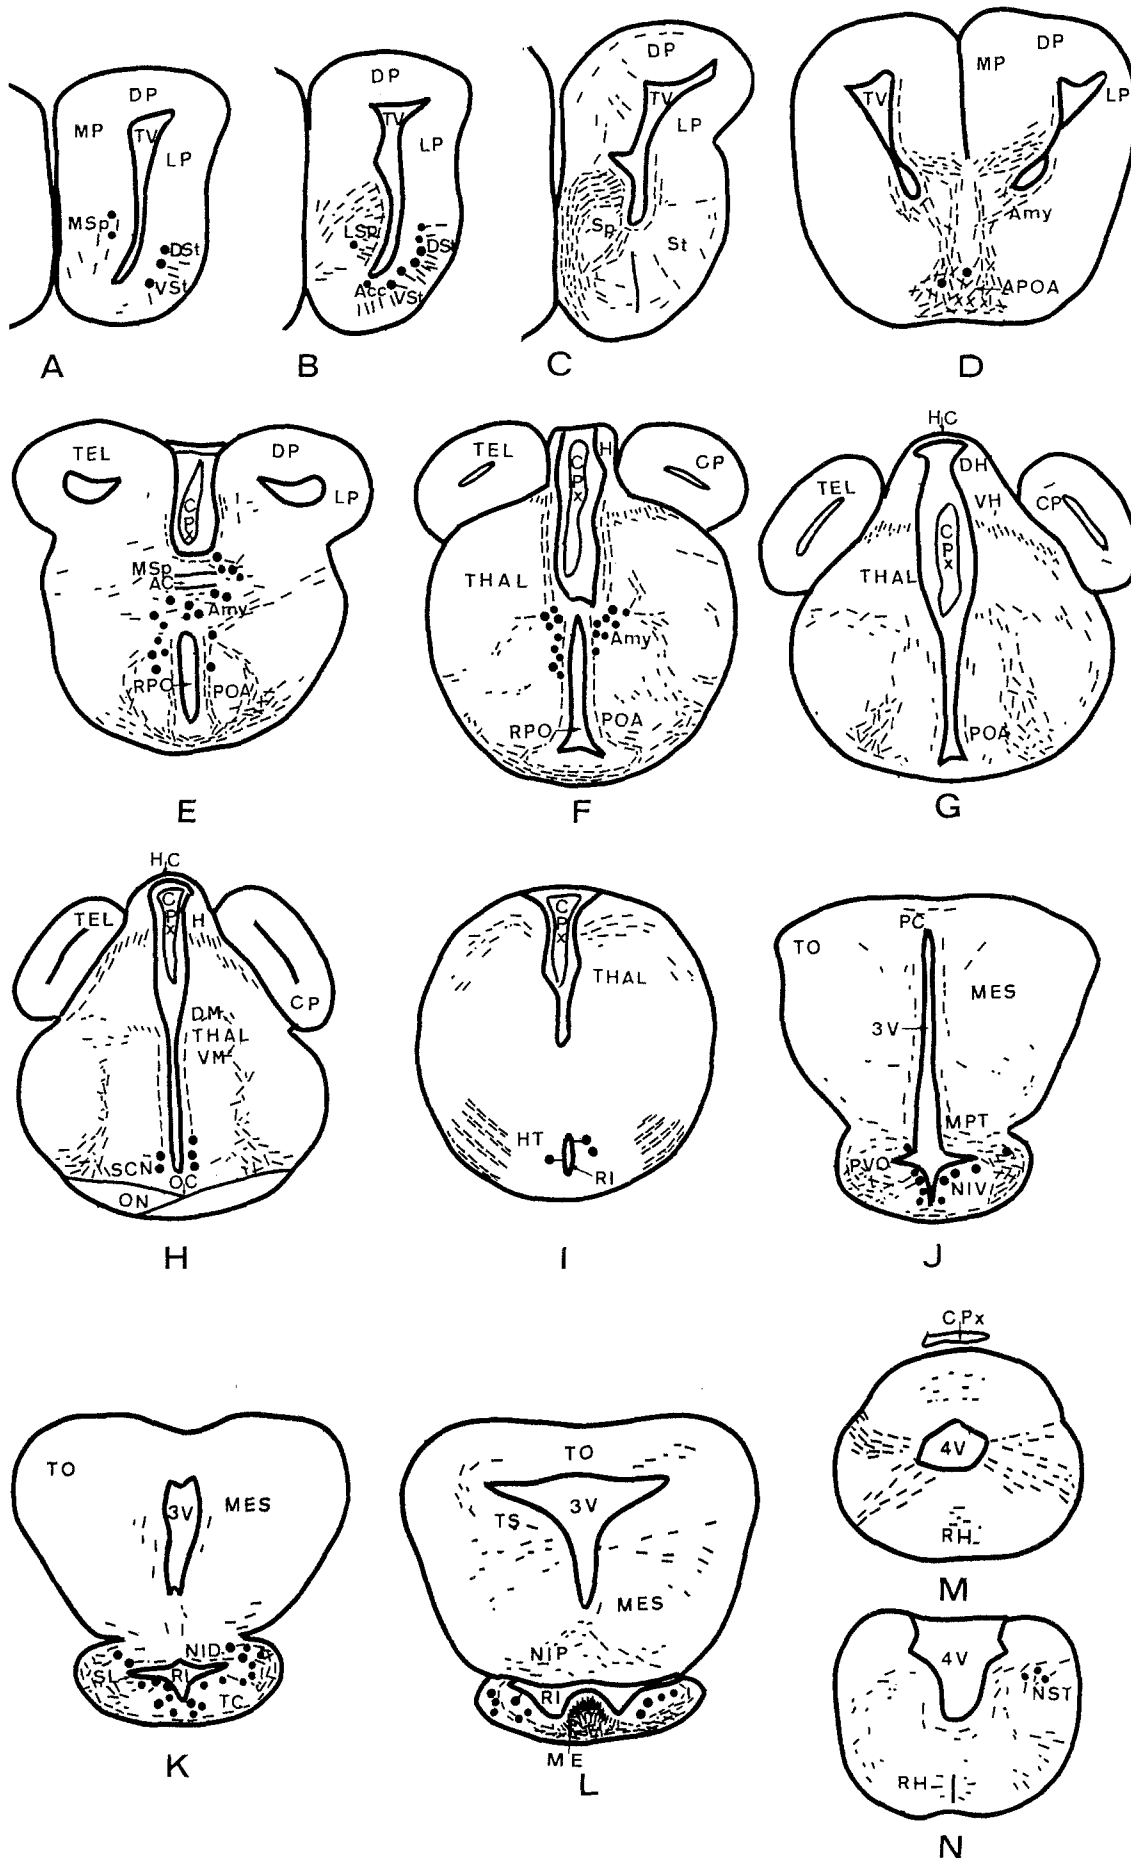 DP
MP
TV
LP
MSp
DSt
VSt
A
DP
TV
LP
LSp
DSt
Acc
VSt
B
DP
TV
LP
Sp
St
C
DP
MP
TV
LP
Amy
APOA
D
TEL
DP
LP
CPx
MSp
AC
Amy
RPO
POA
E
TEL
H
CP
CPx
THAL
Amy
RPO
POA
F
HC
DH
TEL
VH
CP
CPx
THAL
POA
G
HC
CPx
TEL
H
CP
DM
THAL
VM
SCN
OC
ON
H
CPx
THAL
HT
RI
I
PC
TO
MES
3V
MPT
PVO
NIV
J
TO
3V
MES
NID
SL
RI
TC
K
TO
3V
TS
MES
NIP
RI
ME
L
CPx
4V
RH
M
4V
NST
RH
N